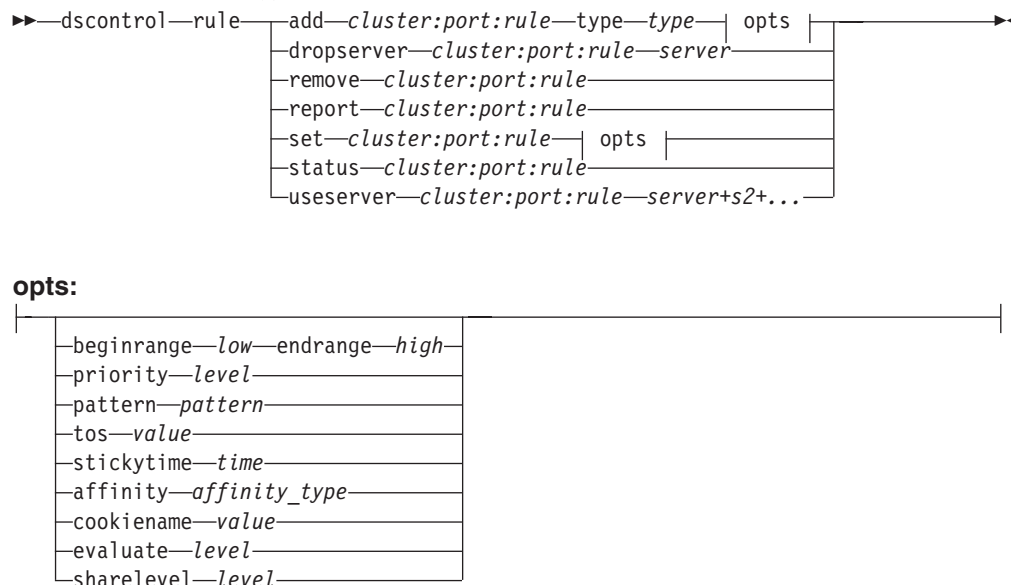 dscontrol rule add cluster:port:rule type type opts
dropserver cluster:port:rule server
remove cluster:port:rule
report cluster:port:rule
set cluster:port:rule opts
status cluster:port:rule
useserver cluster:port:rule server+s2+...
opts:
beginrange low endrange high
priority level
pattern pattern
tos value
stickytime time
affinity affinity_type
cookiename value
evaluate level
sharelevel level